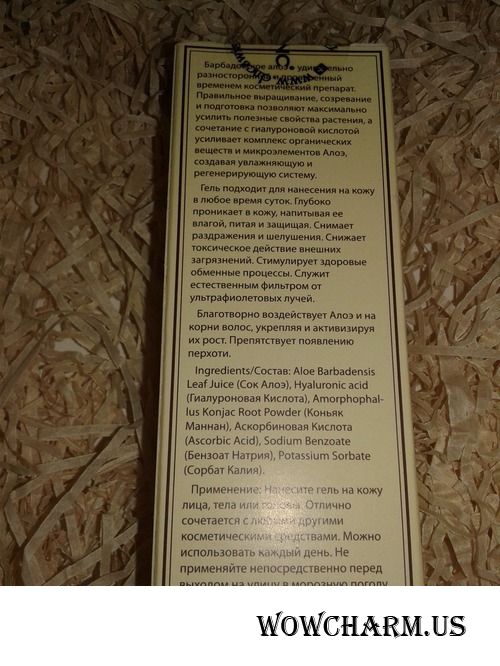 Барбадосское алоэ удивительно
разностороннее и проверенный
временем косметический препарат.
Правильное выращивание, созревание
и подготовка позволяют максимально
усилить полезные свойства растения, а
сочетание с гиалуроновой кислотой
усиливает комплекс органических
веществ и микроэлементов Алоэ,
создавая увлажняющую и
регенерирующую систему.
Гель подходит для нанесения на кожу
в любое время суток. Глубоко
проникает в кожу, напитывая ее
влагой, питая и защищая. Снимает
раздражения и шелушения. Снижает
токсическое действие внешних
загрязнений. Стимулирует здоровые
обменные процессы. Служит
естественным фильтром от
ультрафиолетовых лучей.
Благотворно воздействует Алоэ и на
корни волос, укрепляя и активизируя
их рост. Препятствует появлению
перхоти.
Ingredients/Состав: Aloe Barbadensis
Leaf Juice (Сок Алоэ), Hyaluronic acid
(Гиалуроновая Кислота), Amorphophal-
lus Konjac Root Powder (Коньяк
Маннан), Аскорбиновая Кислота
(Ascorbic Acid), Sodium Benzoate
(Бензоат Натрия), Potassium Sorbate
(Сорбат Калия).
Применение: Нанесите гель на кожу
лица, тела или головы. Отлично
сочетается с любыми другими
косметическими средствами. Можно
использовать каждый день. Не
применяйте непосредственно перед
выходом на улицу в морозную погоду
WOWCHARM.US